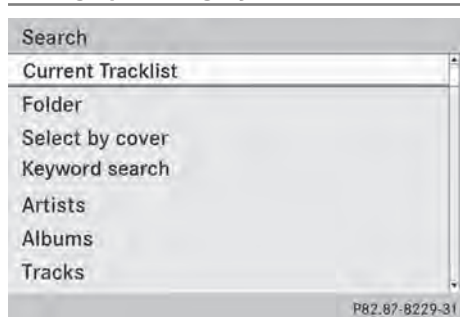 Search
Current Tracklist
Folder
Select by cover
Keyword search
Artists
Albums
Tracks
P82.87-8229-31